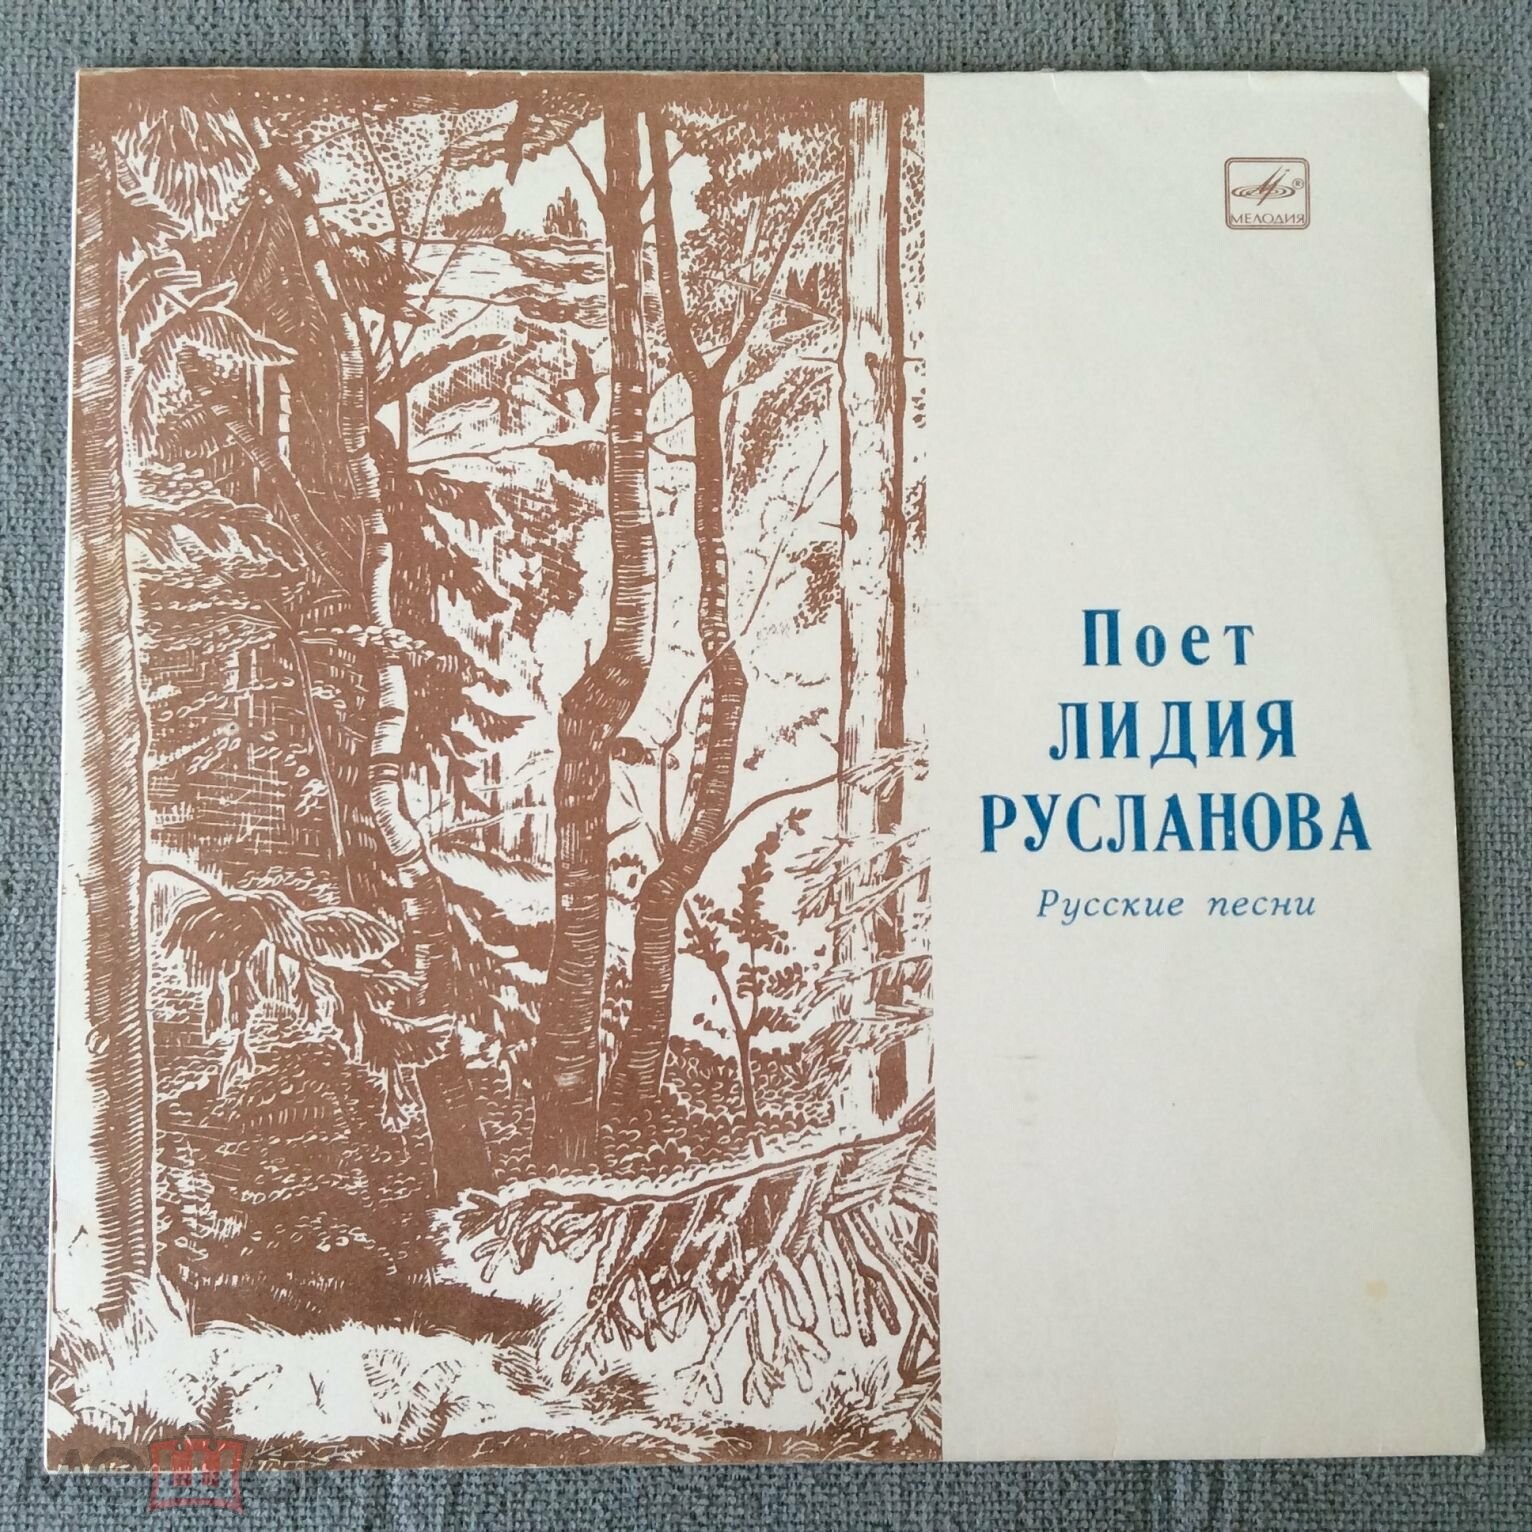 МЕЛОДИЯ
Поет
ЛИДИЯ
РУСЛАНОВА
Русские песни